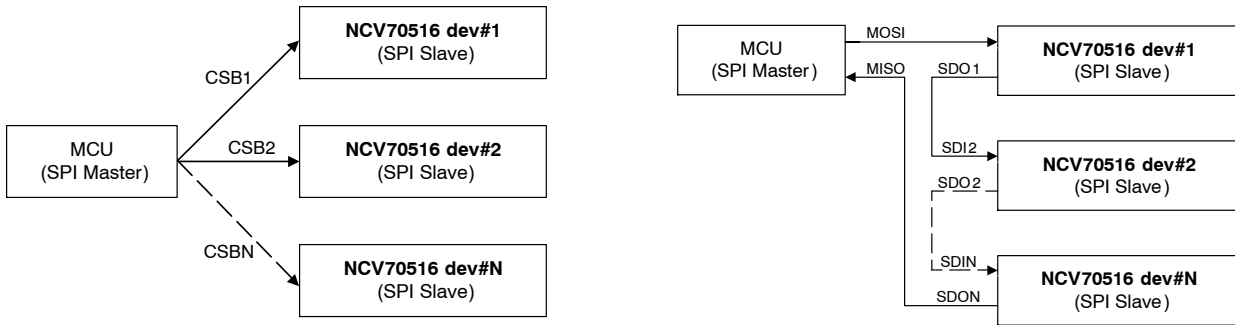 NCV70516 dev#1
(SPI Slave)
CSB1
MCU
(SPI Master)
CSB2
NCV70516 dev#2
(SPI Slave)
CSBN
NCV70516 dev#N
(SPI Slave)
MCU
(SPI Master)
MOSI
MISO
NCV70516 dev#1
(SPI Slave)
SDO1
SDI2
NCV70516 dev#2
(SPI Slave)
SDO2
SDIN
NCV70516 dev#N
(SPI Slave)
SDON